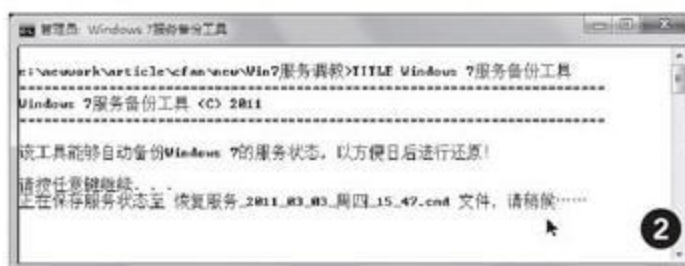 管理员: Windows 7服务备份工具
e:\newwork\article\cfan\new\Win7服务调教>TITLE Windows 7服务备份工具
Windows 7服务备份工具 <C> 2011
该工具能够自动备份Windows 7的服务状态，以方便日后进行还原!
请按任意键继续. . .
正在保存服务状态至 恢复服务_2011_03_03_周四_15_47.cmd 文件，请稍候……
2